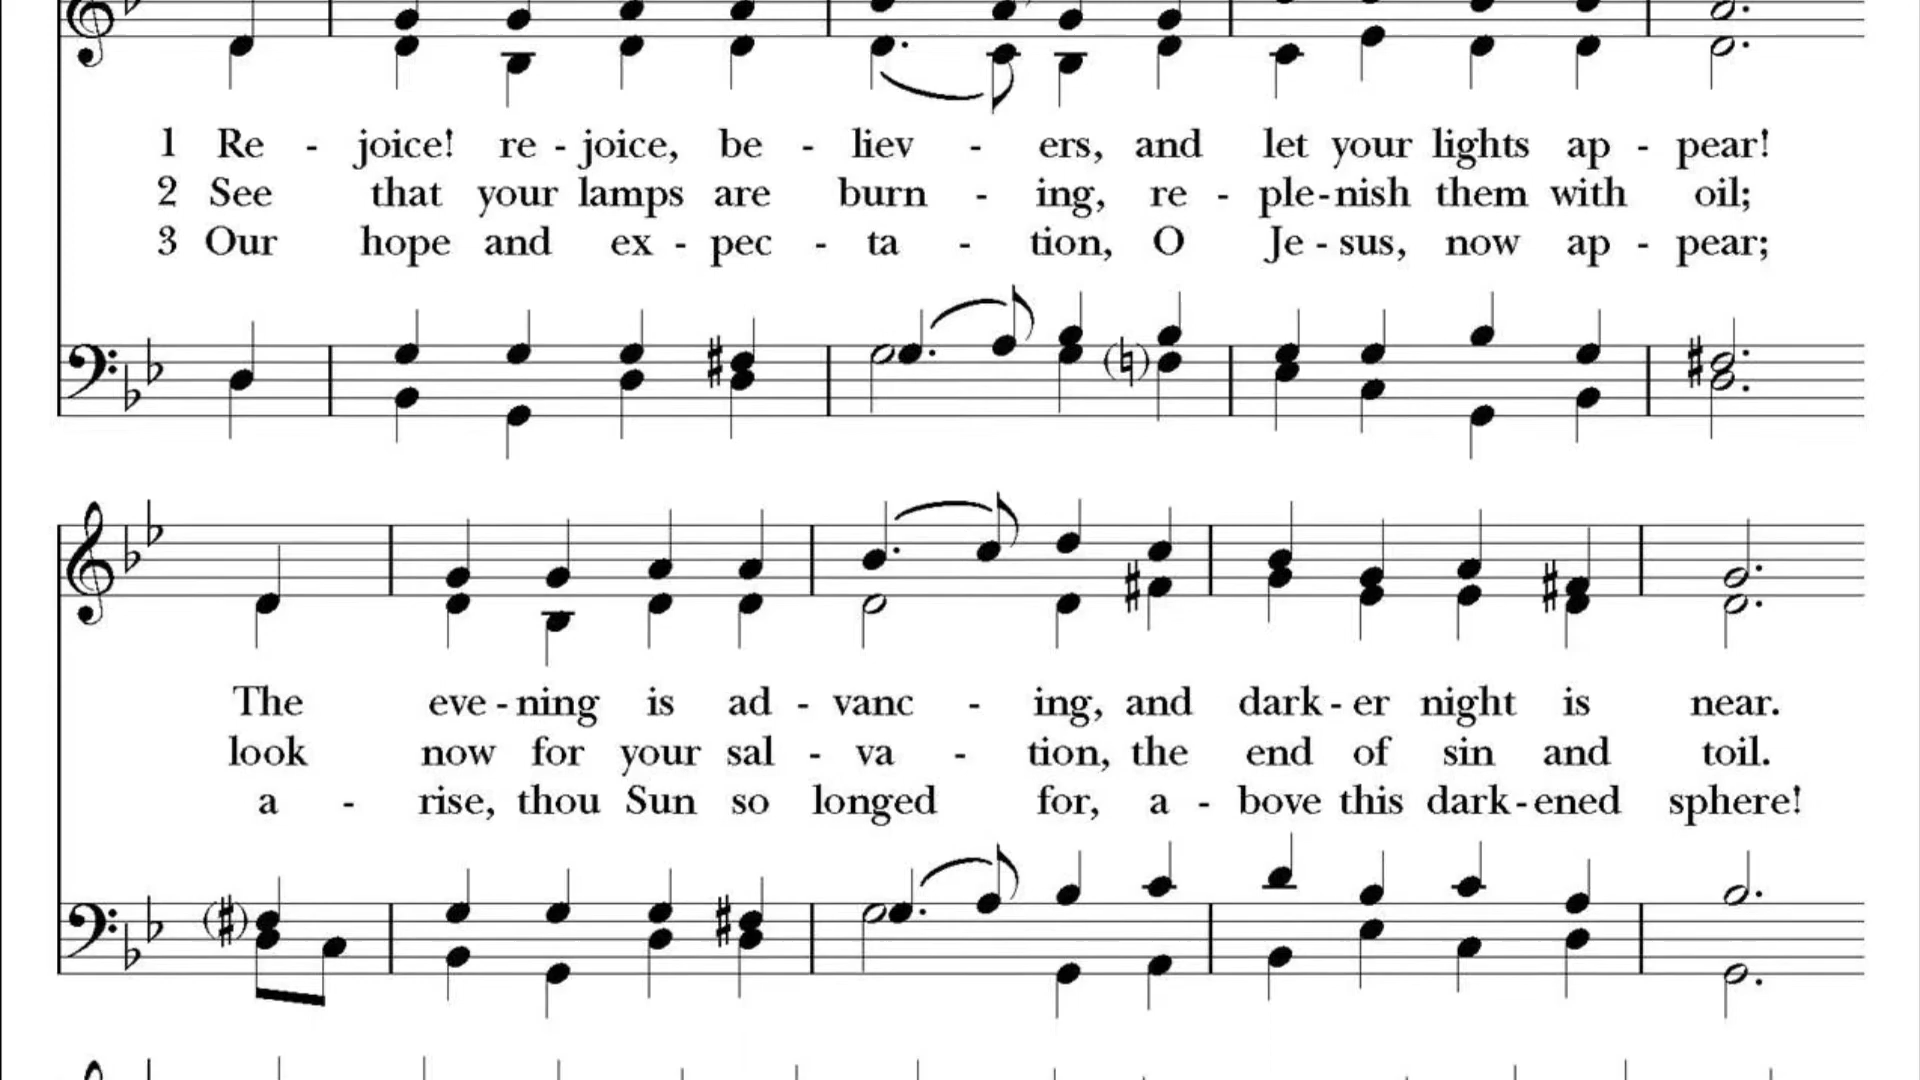 1 Re - joice! re - joice, be - liev - ers, and let your lights ap - pear!
2 See that your lamps are burn - ing, re - ple - nish them with oil;
3 Our hope and ex - pec - ta - tion, O Je - sus, now ap - pear;
The eve - ning is ad - vanc - ing, and dark - er night is near.
look now for your sal - va - tion, the end of sin and toil.
a - rise, thou Sun so longed for, a - bove this dark - ened sphere!